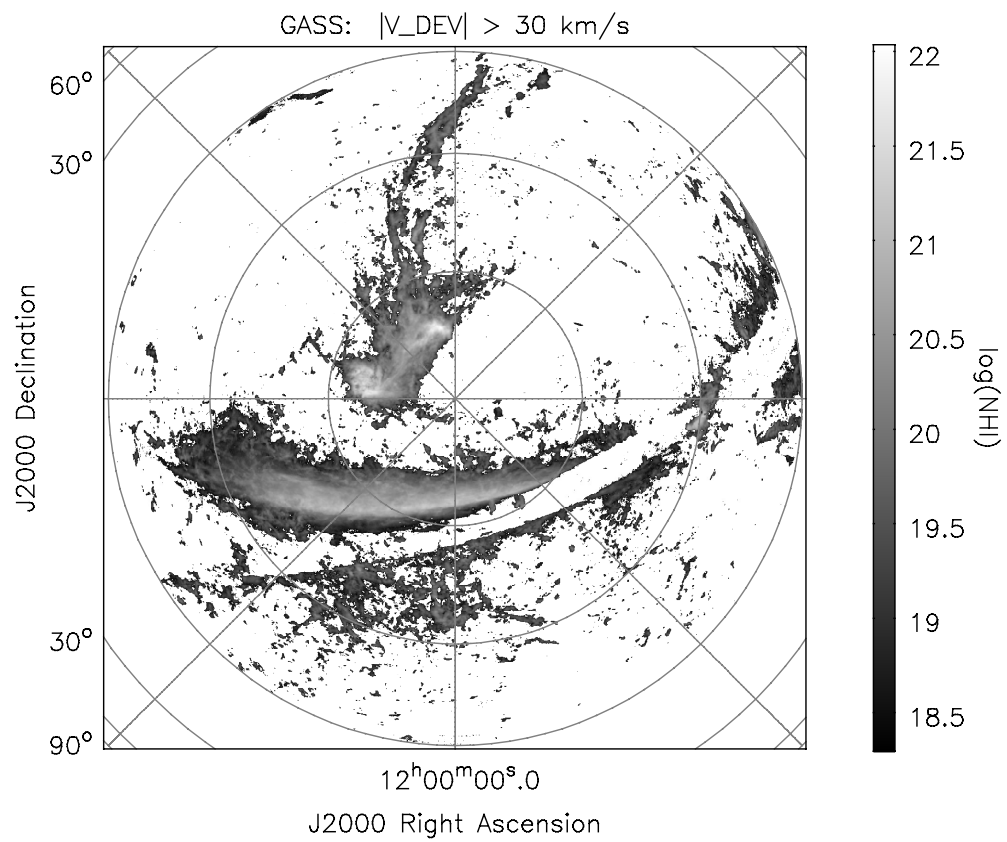 GASS: |V_DEV| > 30 km/s
60°
30°
30°
90°
J2000 Declination
12ʰ00ᵐ00ˢ.0
J2000 Right Ascension
22
21.5
21
20.5
20
19.5
19
18.5
log(NHI)